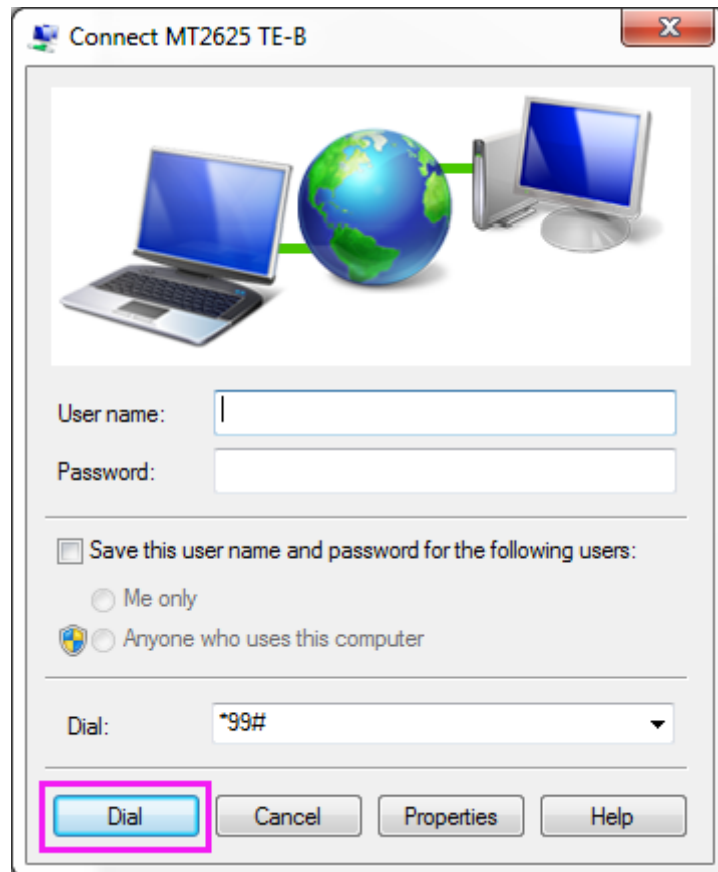 Connect MT2625 TE-B
User name:
Password:
Save this user name and password for the following users:
Me only
Anyone who uses this computer
Dial: *99#
Dial Cancel Properties Help